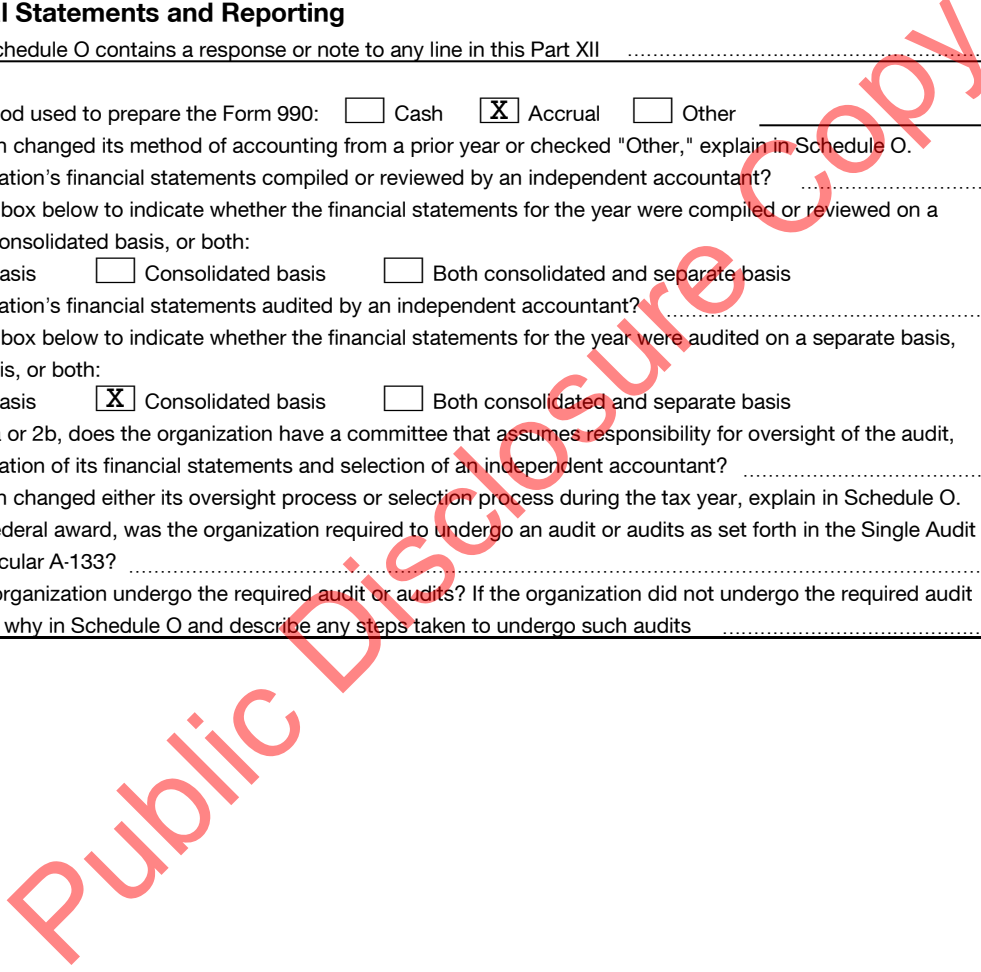 l Statements and Reporting
chedule O contains a response or note to any line in this Part XII
od used to prepare the Form 990: Cash X Accrual Other
n changed its method of accounting from a prior year or checked "Other," explain in Schedule O.
ation's financial statements compiled or reviewed by an independent accountant?
box below to indicate whether the financial statements for the year were compiled or reviewed on a
onsolidated basis, or both:
asis Consolidated basis Both consolidated and separate basis
ation's financial statements audited by an independent accountant?
box below to indicate whether the financial statements for the year were audited on a separate basis,
is, or both:
asis X Consolidated basis Both consolidated and separate basis
or 2b, does the organization have a committee that assumes responsibility for oversight of the audit,
ation of its financial statements and selection of an independent accountant?
n changed either its oversight process or selection process during the tax year, explain in Schedule O.
ederal award, was the organization required to undergo an audit or audits as set forth in the Single Audit
cular A-133?
organization undergo the required audit or audits? If the organization did not undergo the required audit
why in Schedule O and describe any steps taken to undergo such audits
Public Disclosure Copy